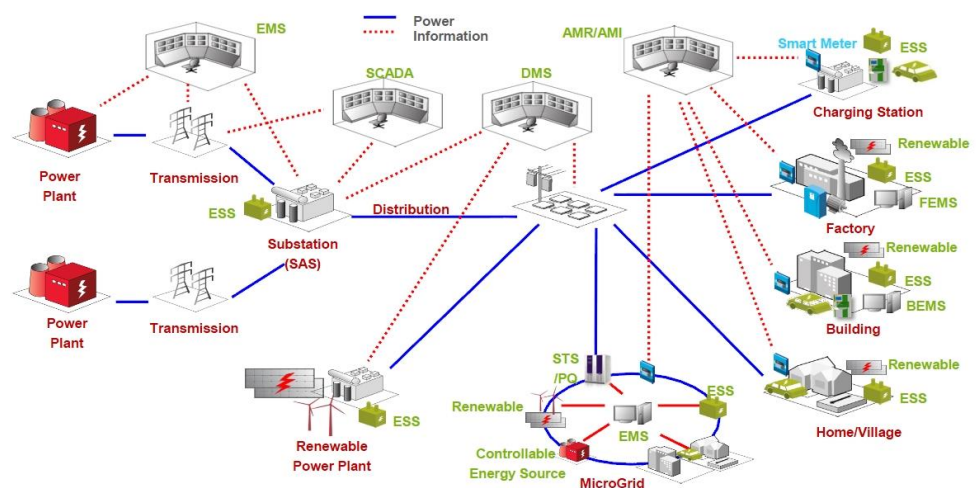 Power
Information
EMS
AMR/AMI
Smart Meter
ESS
SCADA
DMS
Charging Station
Renewable
Power
Plant
Transmission
ESS
ESS
Distribution
FEMS
Substation
(SAS)
Factory
Renewable
ESS
Power
Plant
Transmission
BEMS
Building
STS
/PQ
Renewable
ESS
ESS
Renewable
ESS
EMS
Home/Village
Renewable
Power Plant
Controllable
Energy Source
MicroGrid